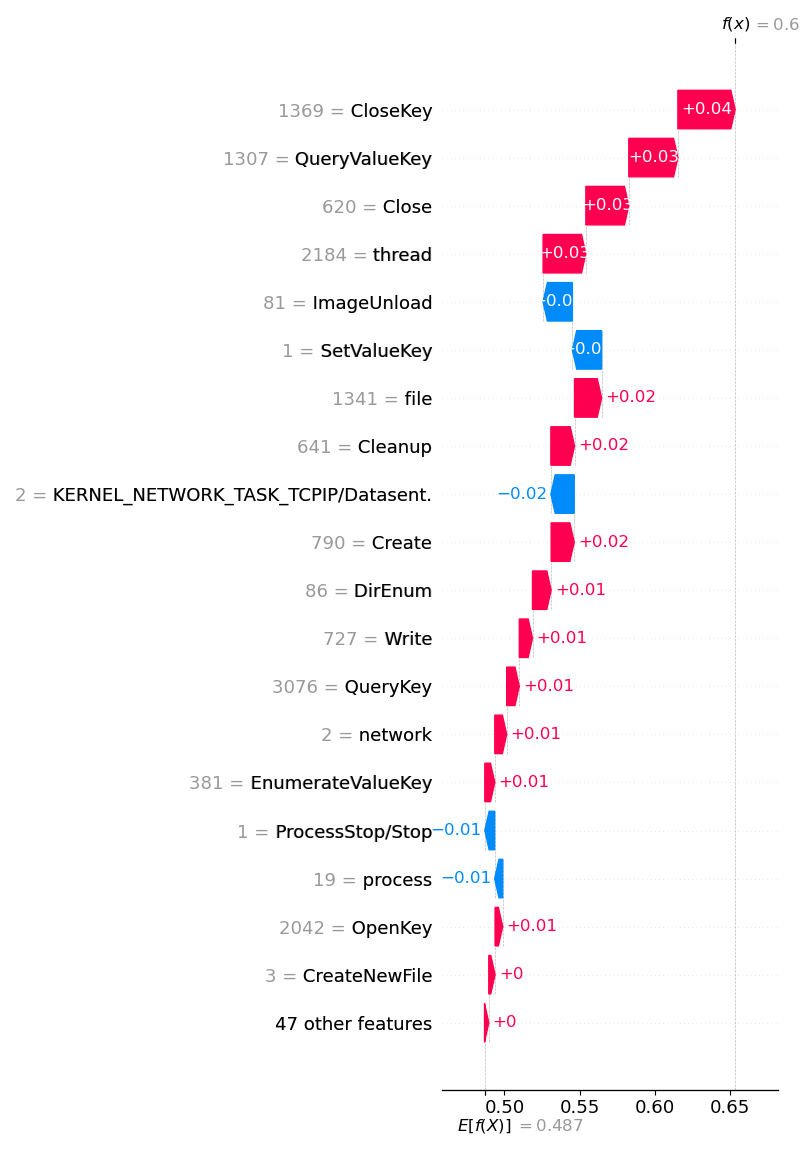 f(x) = 0.6
1369 = CloseKey +0.04
1307 = QueryValueKey +0.03
620 = Close +0.03
2184 = thread +0.03
81 = ImageUnload -0.0
1 = SetValueKey -0.0
1341 = file +0.02
641 = Cleanup +0.02
2 = KERNEL_NETWORK_TASK_TCPIP/Datasent. −0.02
790 = Create +0.02
86 = DirEnum +0.01
727 = Write +0.01
3076 = QueryKey +0.01
2 = network +0.01
381 = EnumerateValueKey +0.01
1 = ProcessStop/Stop −0.01
19 = process −0.01
2042 = OpenKey +0.01
3 = CreateNewFile +0
47 other features +0
0.50 0.55 0.60 0.65
E[f(X)] = 0.487